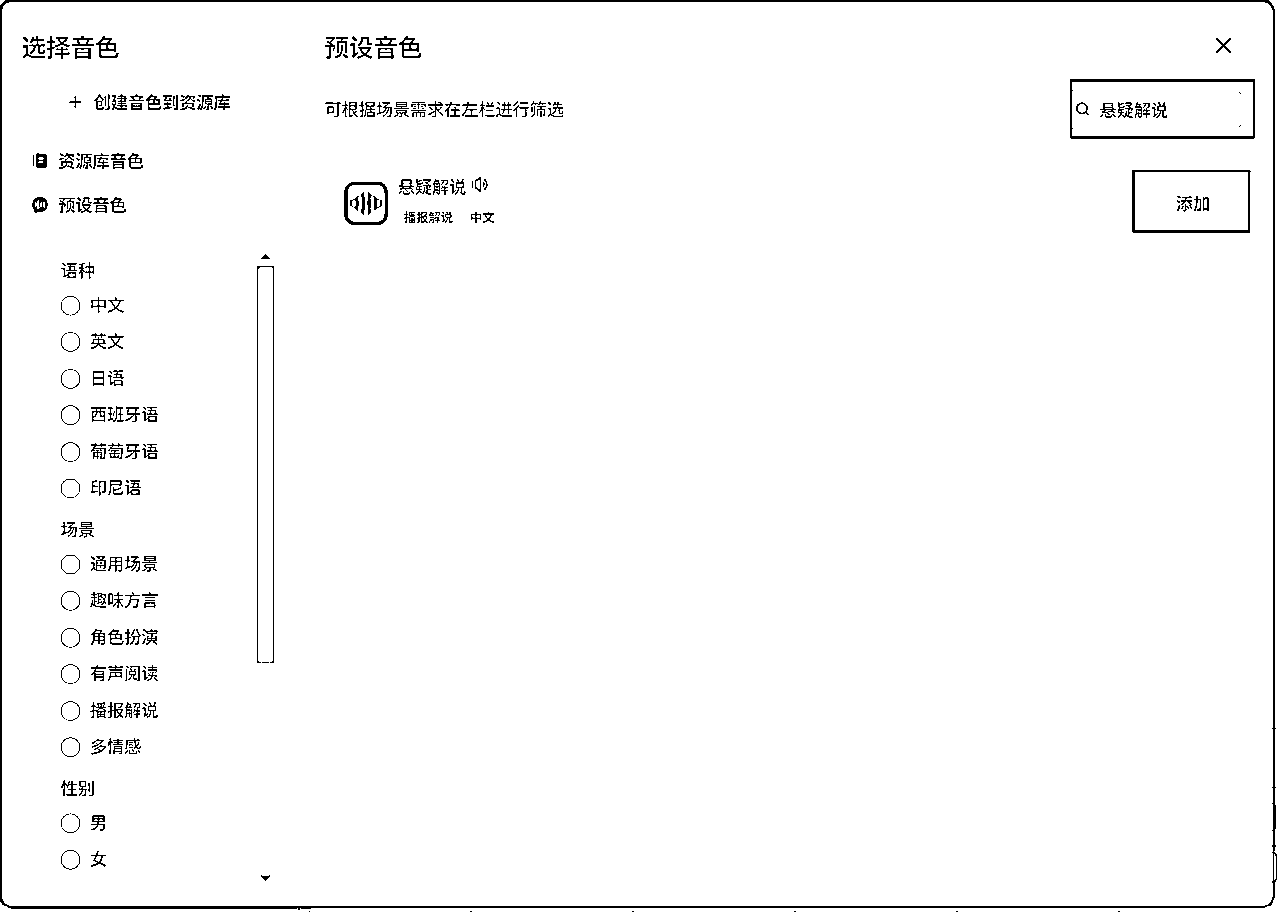 选择音色
+ 创建音色到资源库
资源库音色
预设音色
语种
中文
英文
日语
西班牙语
葡萄牙语
印尼语
场景
通用场景
趣味方言
角色扮演
有声阅读
播报解说
多情感
性别
男
女
预设音色
可根据场景需求在左栏进行筛选
悬疑解说
悬疑解说
播报解说 中文
添加